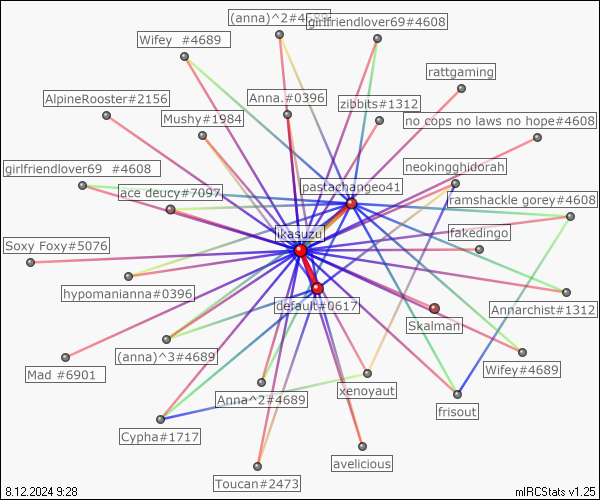 (anna)^2#4689
girlfriendlover69#4608
Wifey  #4689
rattgaming
AlpineRooster#2156
Anna.#0396
zibbits#1312
Mushy#1984
no cops no laws no hope#4608
girlfriendlover69  #4608
neokingghidorah
ace deucy#7097
pastachangeo41
ramshackle gorey#4608
ikasuzu
fakedingo
Soxy Foxy#5076
hypomanianna#0396
default#0617
Annarchist#1312
Skalman
(anna)^3#4689
Wifey#4689
Mad #6901
Anna^2#4689
xenoyaut
frisout
Cypha#1717
avelicious
Toucan#2473
8.12.2024 9:28
mIRCStats v1.25